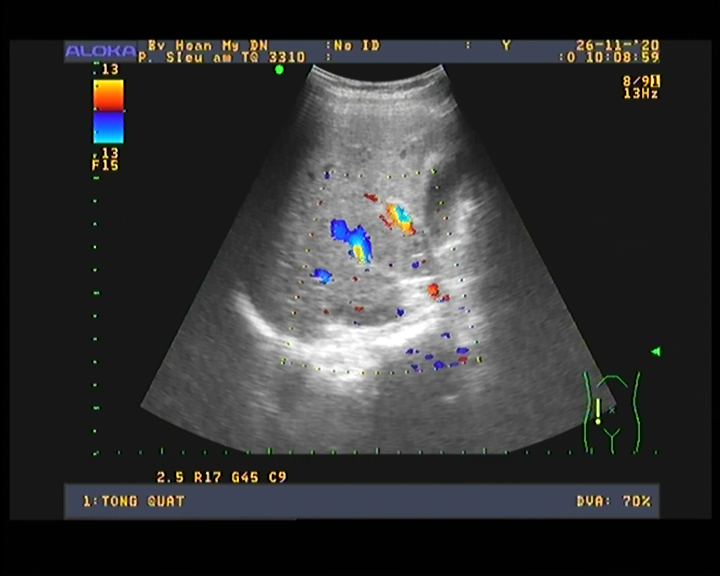 ALOKA Bv Hoan My DN :No ID : Y 26-11-'20
P. Sieu am TQ 3310 :0 10:08:59
.13
8/91
13Hz
.13
F15
2.5 R17 G45 C9
1:TONG QUAT DVA: 70%